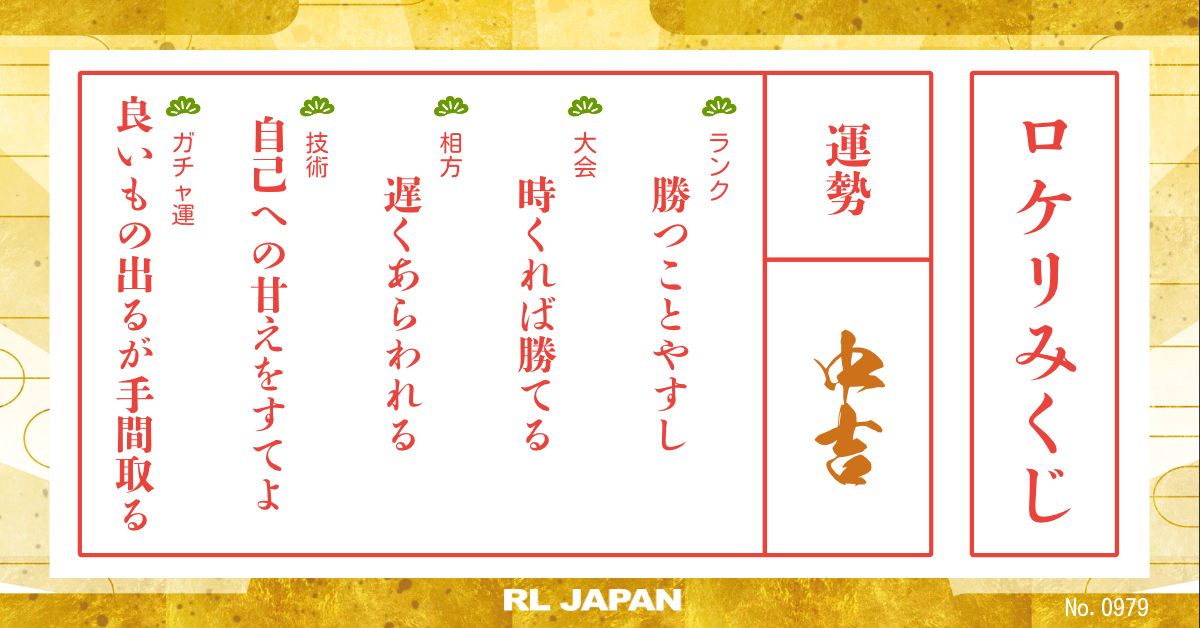 ロケリみくじ
運勢
中吉
ランク
勝つことやすし
大会
時くれば勝てる
相方
遅くあらわれる
技術
自己への甘えをすてよ
ガチャ運
良いもの出るが手間取る
RL JAPAN
No. 0979